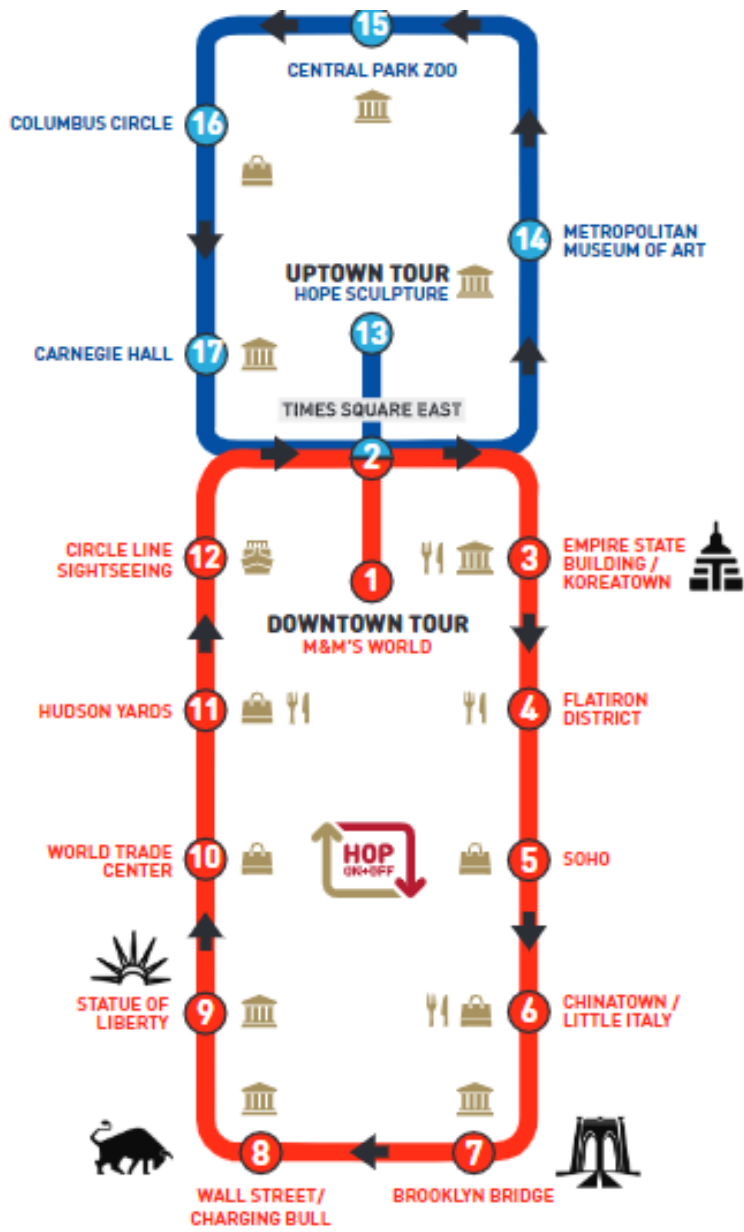 15
CENTRAL PARK ZOO
COLUMBUS CIRCLE
16
14
METROPOLITAN
MUSEUM OF ART
UPTOWN TOUR
HOPE SCULPTURE
13
CARNEGIE HALL
17
TIMES SQUARE EAST
2
CIRCLE LINE
SIGHTSEEING
12
1
3
EMPIRE STATE
BUILDING /
KOREATOWN
DOWNTOWN TOUR
M&M'S WORLD
HUDSON YARDS
11
4
FLATIRON
DISTRICT
WORLD TRADE
CENTER
10
HOP
ON+OFF
5
SOHO
STATUE OF
LIBERTY
9
6
CHINATOWN /
LITTLE ITALY
8
WALL STREET/
CHARGING BULL
7
BROOKLYN BRIDGE